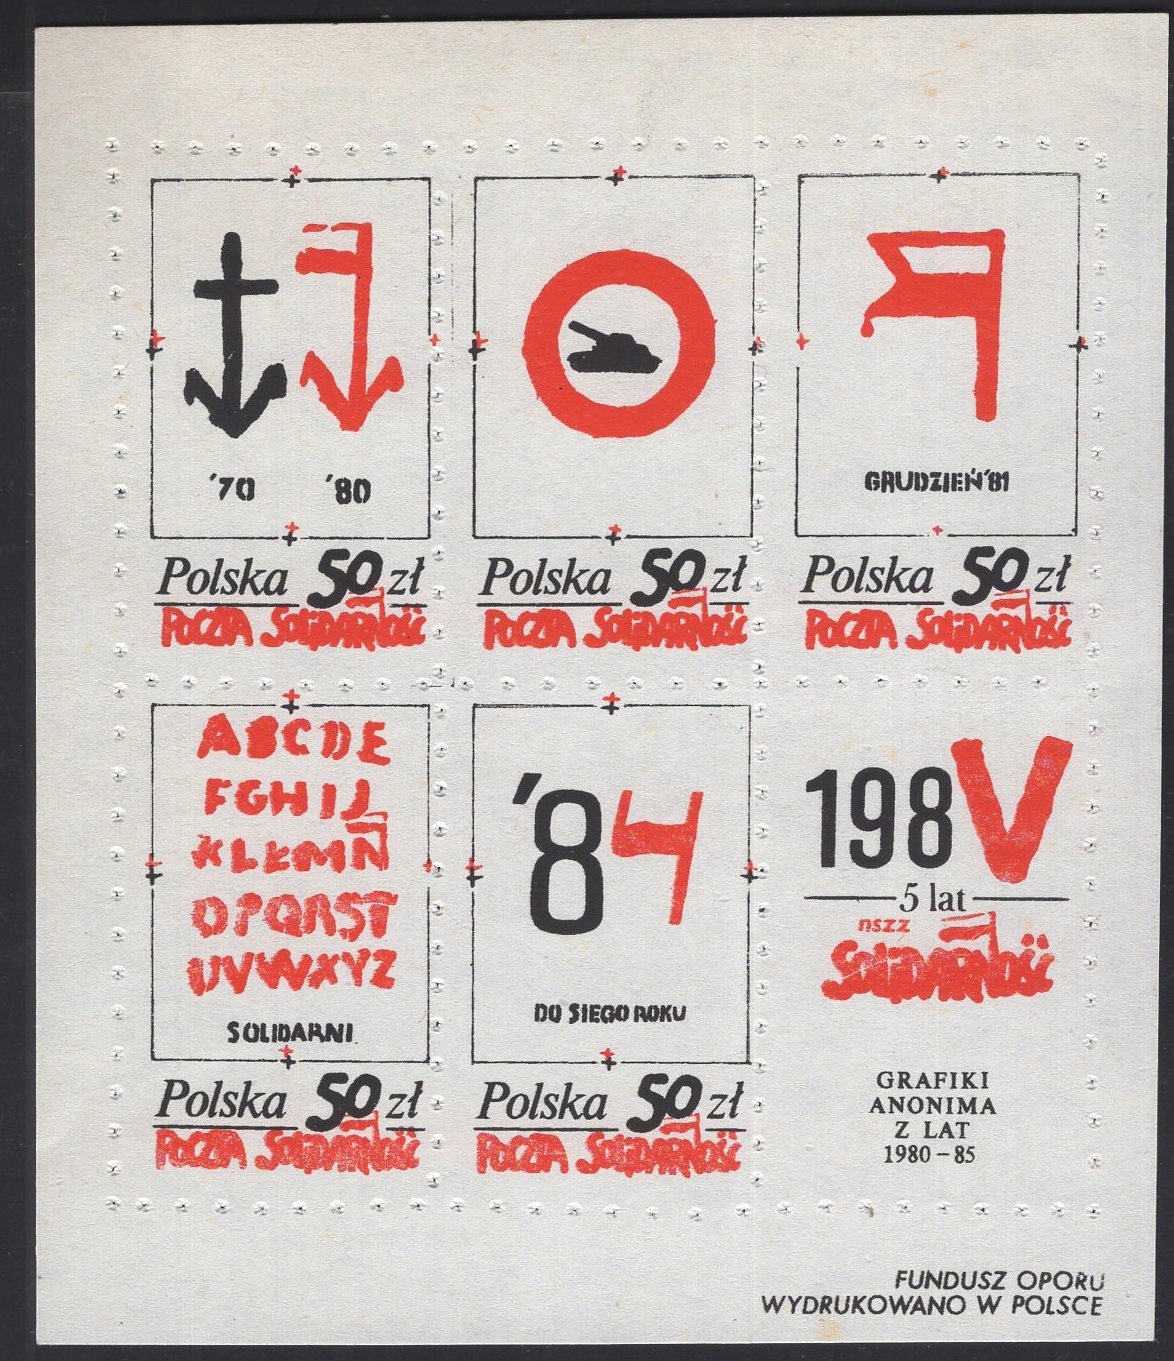 '70 '80
Polska 50 zł
POCZTA SOLIDARNOŚĆ
Polska 50 zł
POCZTA SOLIDARNOŚĆ
GRUDZIEŃ'81
Polska 50 zł
POCZTA SOLIDARNOŚĆ
ABCDE
FGHIJ
KLŁMN
OPQRST
UVWXYZ
SOLIDARNI
Polska 50 zł
POCZTA SOLIDARNOŚĆ
'84
DO SIEGO ROKU
Polska 50 zł
POCZTA SOLIDARNOŚĆ
198V
5 lat
nszz
SOLIDARNOŚĆ
GRAFIKI
ANONIMA
Z LAT
1980-85
FUNDUSZ OPORU
WYDRUKOWANO W POLSCE